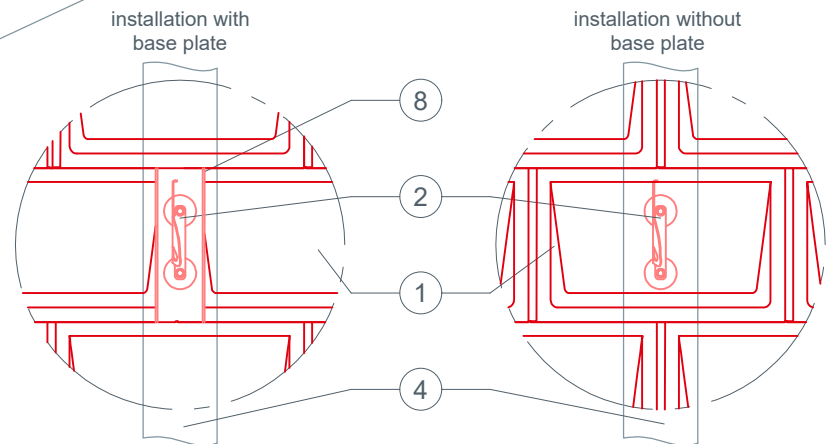 installation with
base plate
installation without
base plate
8
2
1
4